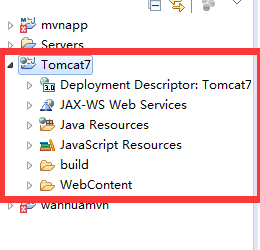 mvnapp
Servers
Tomcat7
Deployment Descriptor: Tomcat7
JAX-WS Web Services
Java Resources
JavaScript Resources
build
WebContent
wanhuamvn